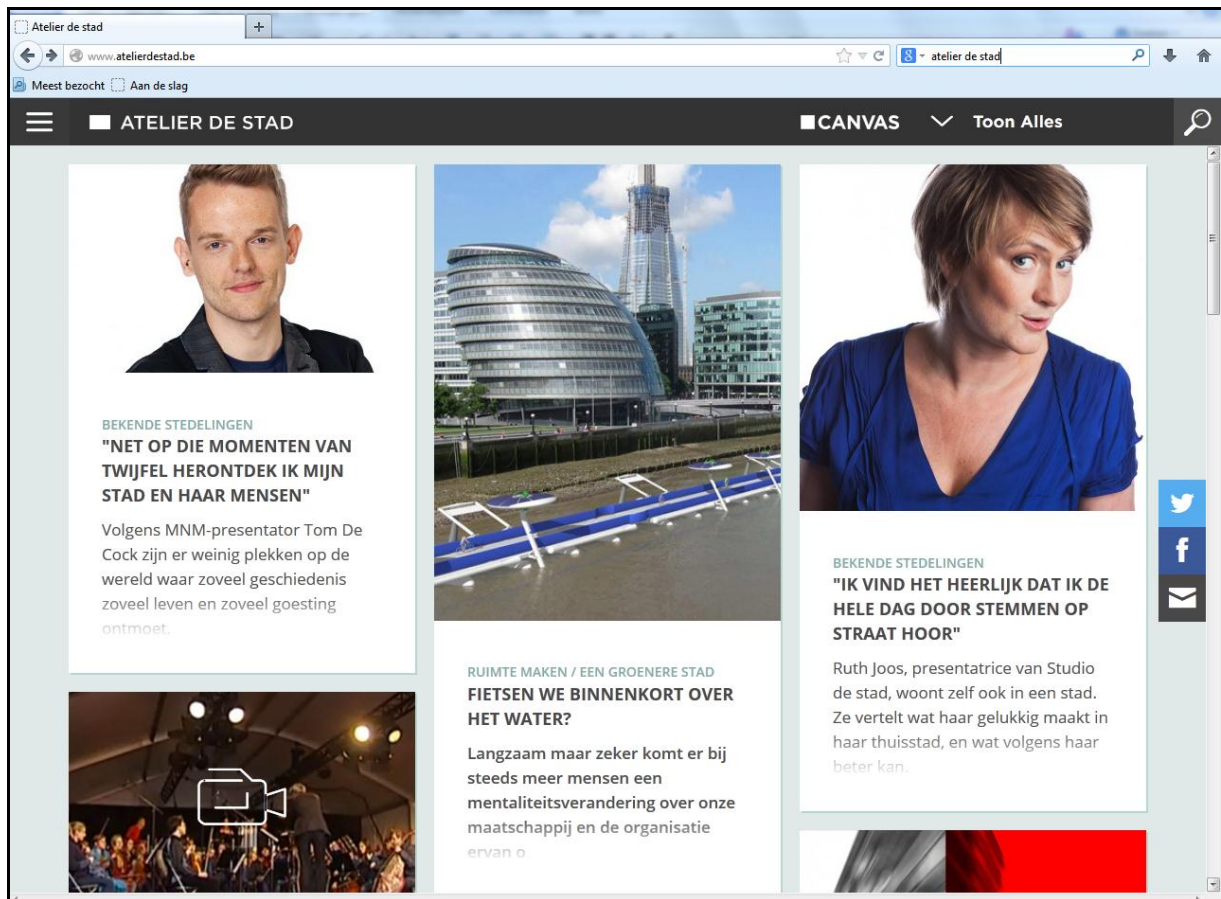 Atelier de stad
www.atelierdestad.be
8
atelier de stad
Meest bezocht
Aan de slag
ATELIER DE STAD
CANVAS
Toon Alles
BEKENDE STEDELINGEN
"NET OP DIE MOMENTEN VAN
TWIJFEL HERONTDEK IK MIJN
STAD EN HAAR MENSEN"
Volgens MNM-presentator Tom De
Cock zijn er weinig plekken op de
wereld waar zoveel geschiedenis
zoveel leven en zoveel goesting
ontmoet.
RUIMTE MAKEN / EEN GROENERE STAD
FIETSEN WE BINNENKORT OVER
HET WATER?
Langzaam maar zeker komt er bij
steeds meer mensen een
mentaliteitsverandering over onze
maatschappij en de organisatie
ervan o
BEKENDE STEDELINGEN
"IK VIND HET HEERLIJK DAT IK DE
HELE DAG DOOR STEMMEN OP
STRAAT HOOR"
Ruth Joos, presentatrice van Studio
de stad, woont zelf ook in een stad.
Ze vertelt wat haar gelukkig maakt in
haar thuisstad, en wat volgens haar
beter kan.